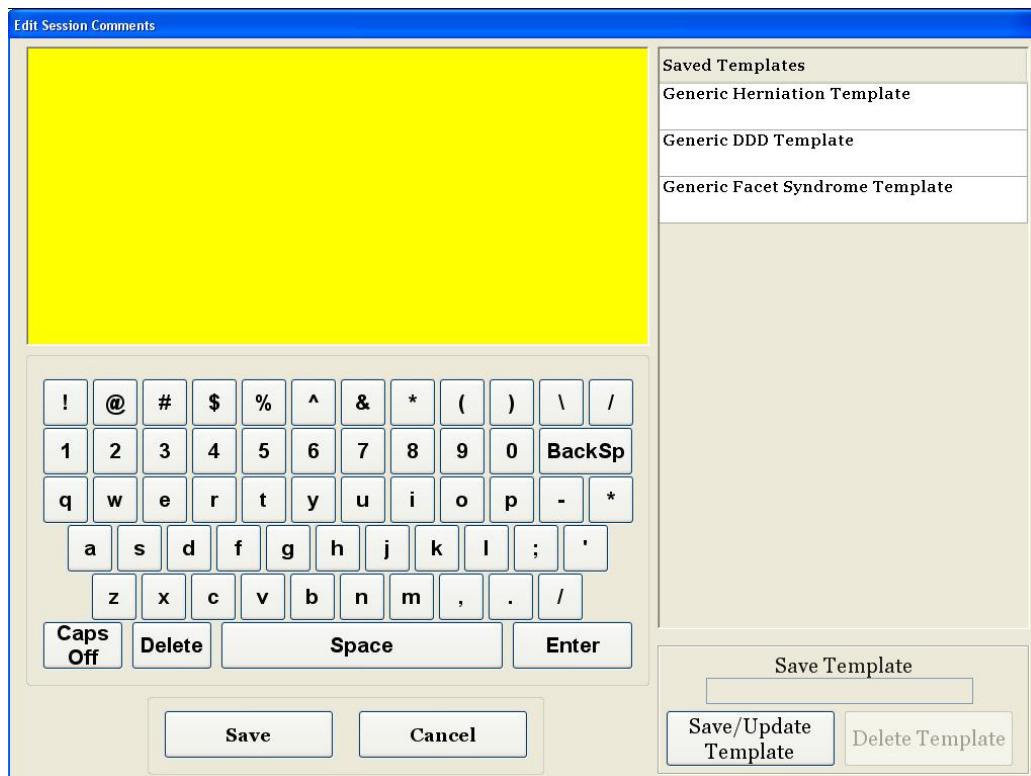 Edit Session Comments
Saved Templates
Generic Herniation Template
Generic DDD Template
Generic Facet Syndrome Template
! @ # $ % ^ & * ( ) \ /
1 2 3 4 5 6 7 8 9 0 BackSp
q w e r t y u i o p - *
a s d f g h j k l ; '
z x c v b n m , . /
Caps Off Delete Space Enter
Save Cancel
Save Template
Save/Update Template
Delete Template